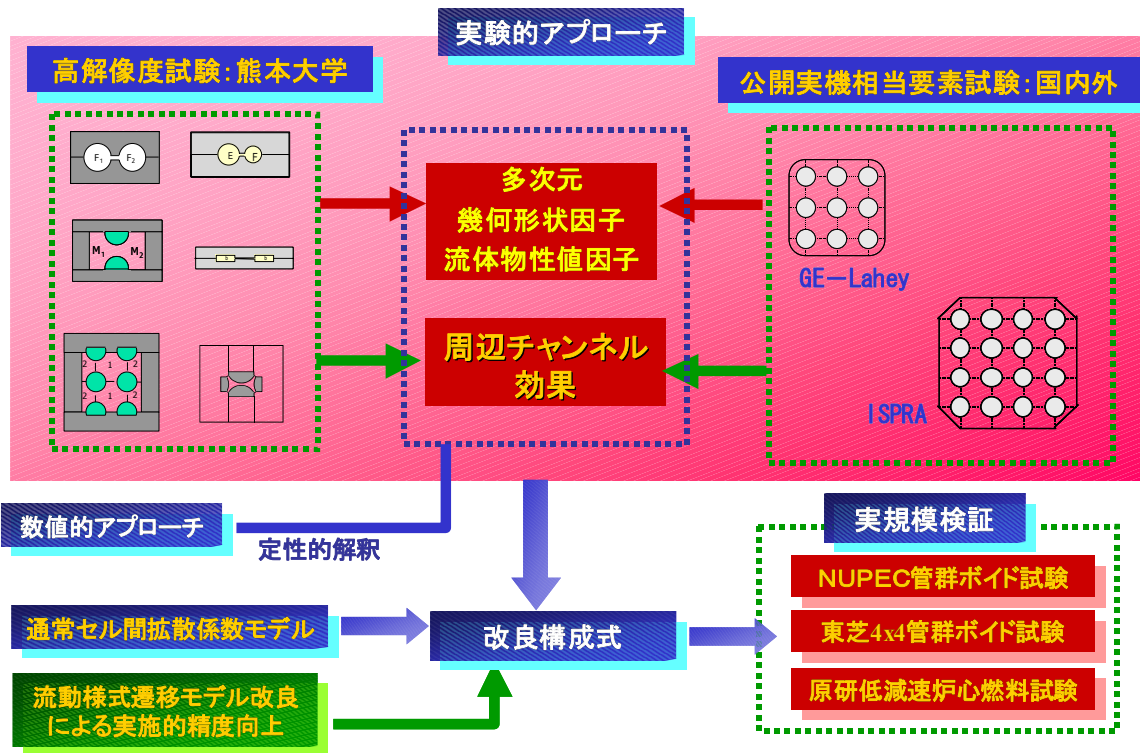 実験的アプローチ
高解像度試験：熊本大学
公開実機相当要素試験：国内外
F1 F2
E F
M1 M2
b b
2 1 2
2 1 2
多次元
幾何形状因子
流体物性値因子
周辺チャンネル
効果
GE－Lahey
ISPRA
数値的アプローチ
定性的解釈
実規模検証
NUPEC管群ボイド試験
東芝4x4管群ボイド試験
原研低減速炉心燃料試験
通常セル間拡散係数モデル
改良構成式
流動様式遷移モデル改良
による実施的精度向上